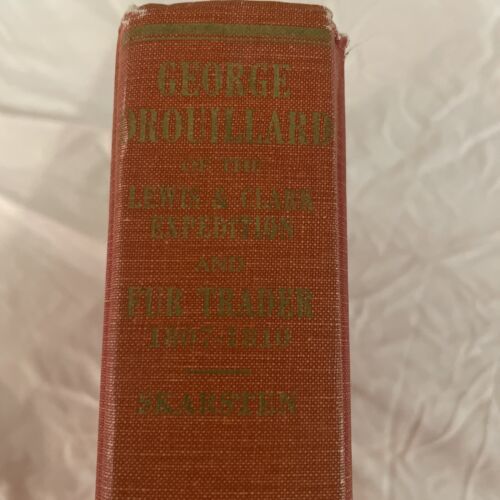 GEORGE
DROUILLARD
OF THE
LEWIS & CLARK
EXPEDITION
AND
FUR TRADER
1807-1810
SKARSTEN